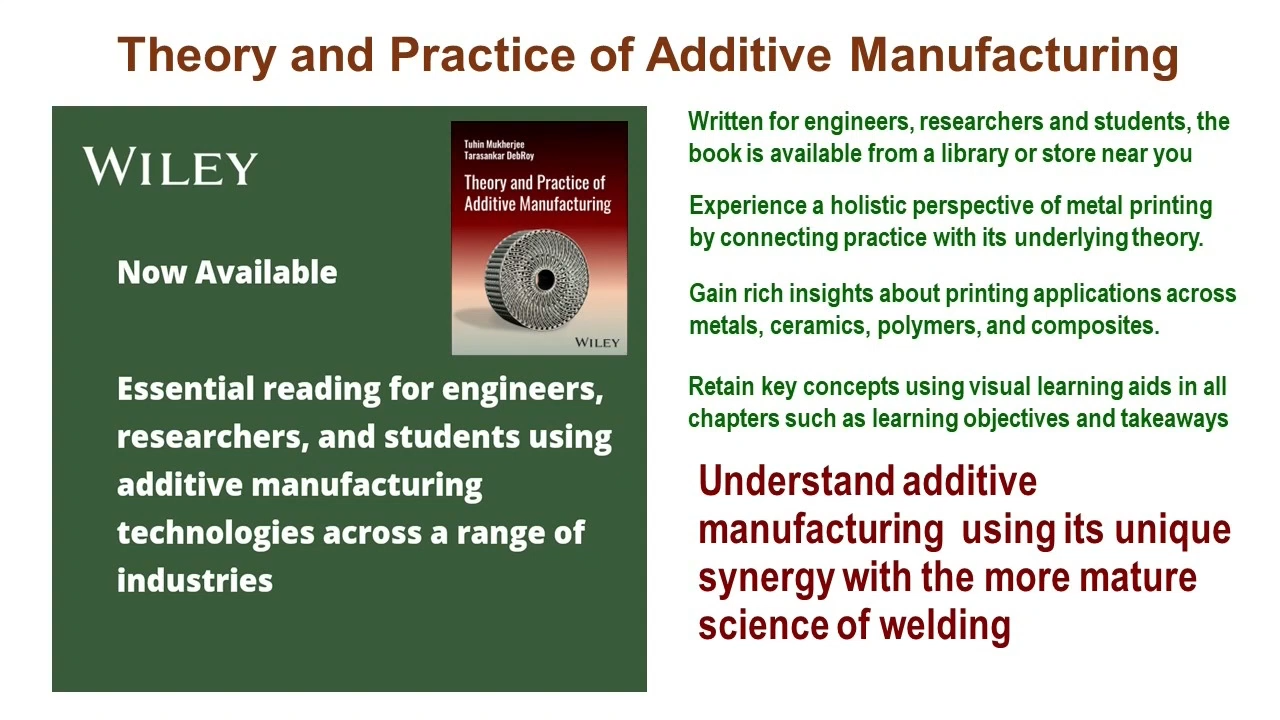 Theory and Practice of Additive Manufacturing
WILEY
Tuhin Mukherjee
Tarasankar DebRoy
Theory and Practice of
Additive Manufacturing
WILEY
Now Available
Essential reading for engineers,
researchers, and students using
additive manufacturing
technologies across a range of
industries
Written for engineers, researchers and students, the
book is available from a library or store near you
Experience a holistic perspective of metal printing
by connecting practice with its underlying theory.
Gain rich insights about printing applications across
metals, ceramics, polymers, and composites.
Retain key concepts using visual learning aids in all
chapters such as learning objectives and takeaways
Understand additive
manufacturing using its unique
synergy with the more mature
science of welding